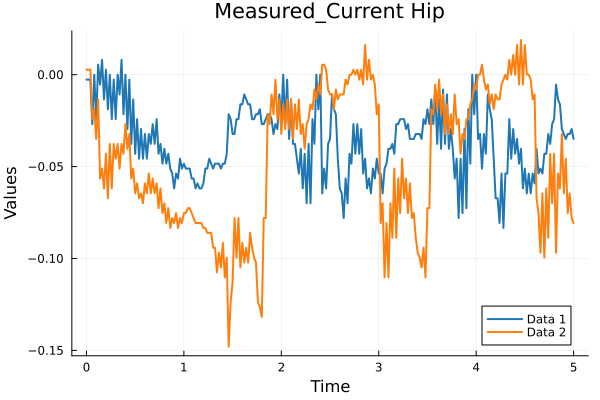 Measured_Current Hip
Values
0.00
−0.05
−0.10
−0.15
0
1
2
3
4
5
Time
Data 1
Data 2